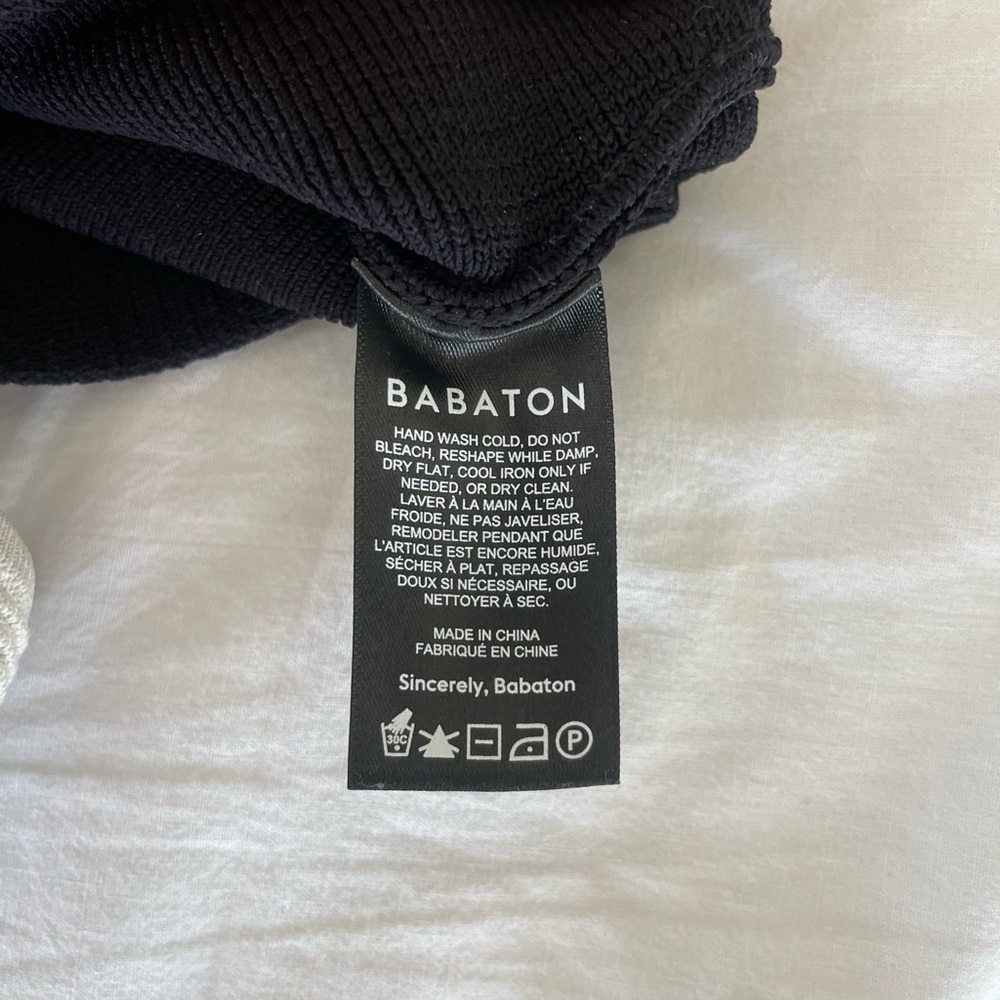 BABATON
HAND WASH COLD, DO NOT
BLEACH, RESHAPE WHILE DAMP,
DRY FLAT, COOL IRON ONLY IF
NEEDED, OR DRY CLEAN.
LAVER À LA MAIN À L'EAU
FROIDE, NE PAS JAVELISER,
REMODELER PENDANT QUE
L'ARTICLE EST ENCORE HUMIDE,
SÉCHER À PLAT, REPASSAGE
DOUX SI NÉCESSAIRE, OU
NETTOYER À SEC.
MADE IN CHINA
FABRIQUÉ EN CHINE
Sincerely, Babaton
30C P